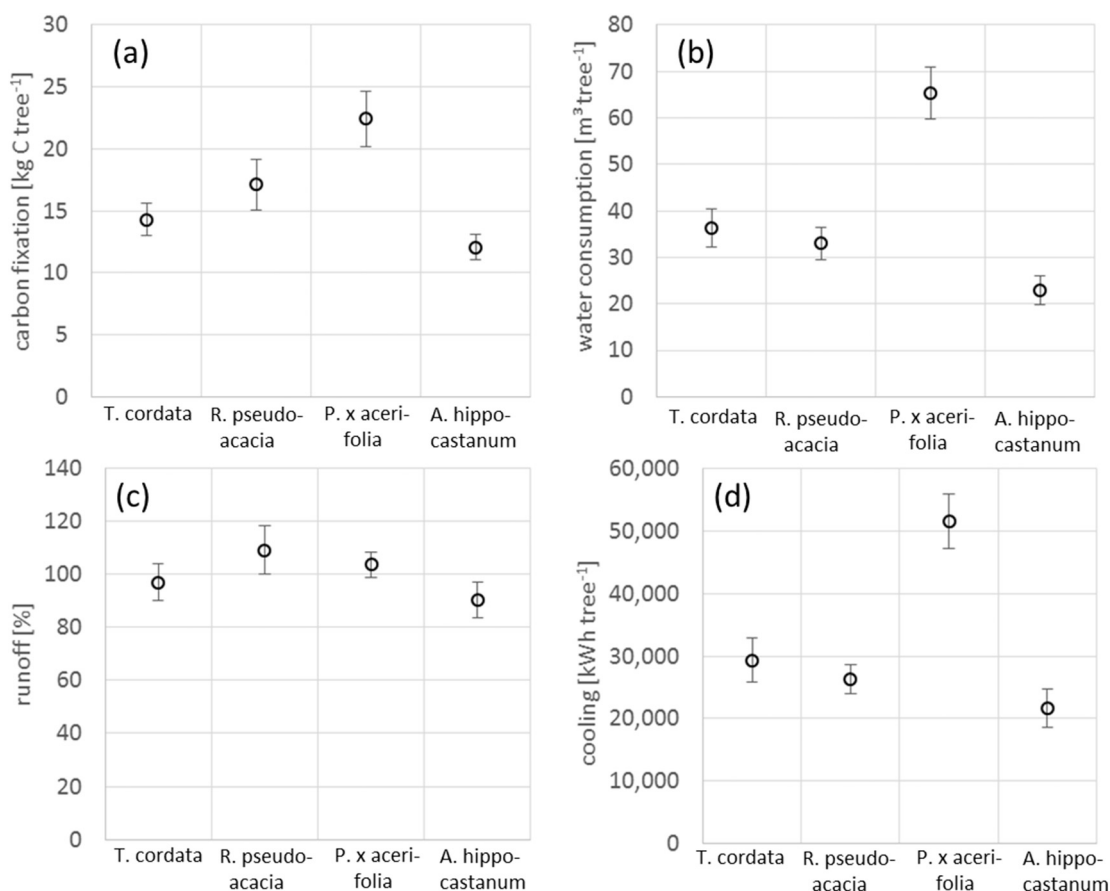 (a)
carbon fixation [kg C tree⁻¹]
30
25
20
15
10
5
0
T. cordata
R. pseudo-
acacia
P. x aceri-
folia
A. hippo-
castanum
(b)
water consumption [m³ tree⁻¹]
80
70
60
50
40
30
20
10
0
T. cordata
R. pseudo-
acacia
P. x aceri-
folia
A. hippo-
castanum
(c)
runoff [%]
140
120
100
80
60
40
20
0
T. cordata
R. pseudo-
acacia
P. x aceri-
folia
A. hippo-
castanum
(d)
cooling [kWh tree⁻¹]
60,000
50,000
40,000
30,000
20,000
10,000
0
T. cordata
R. pseudo-
acacia
P. x aceri-
folia
A. hippo-
castanum